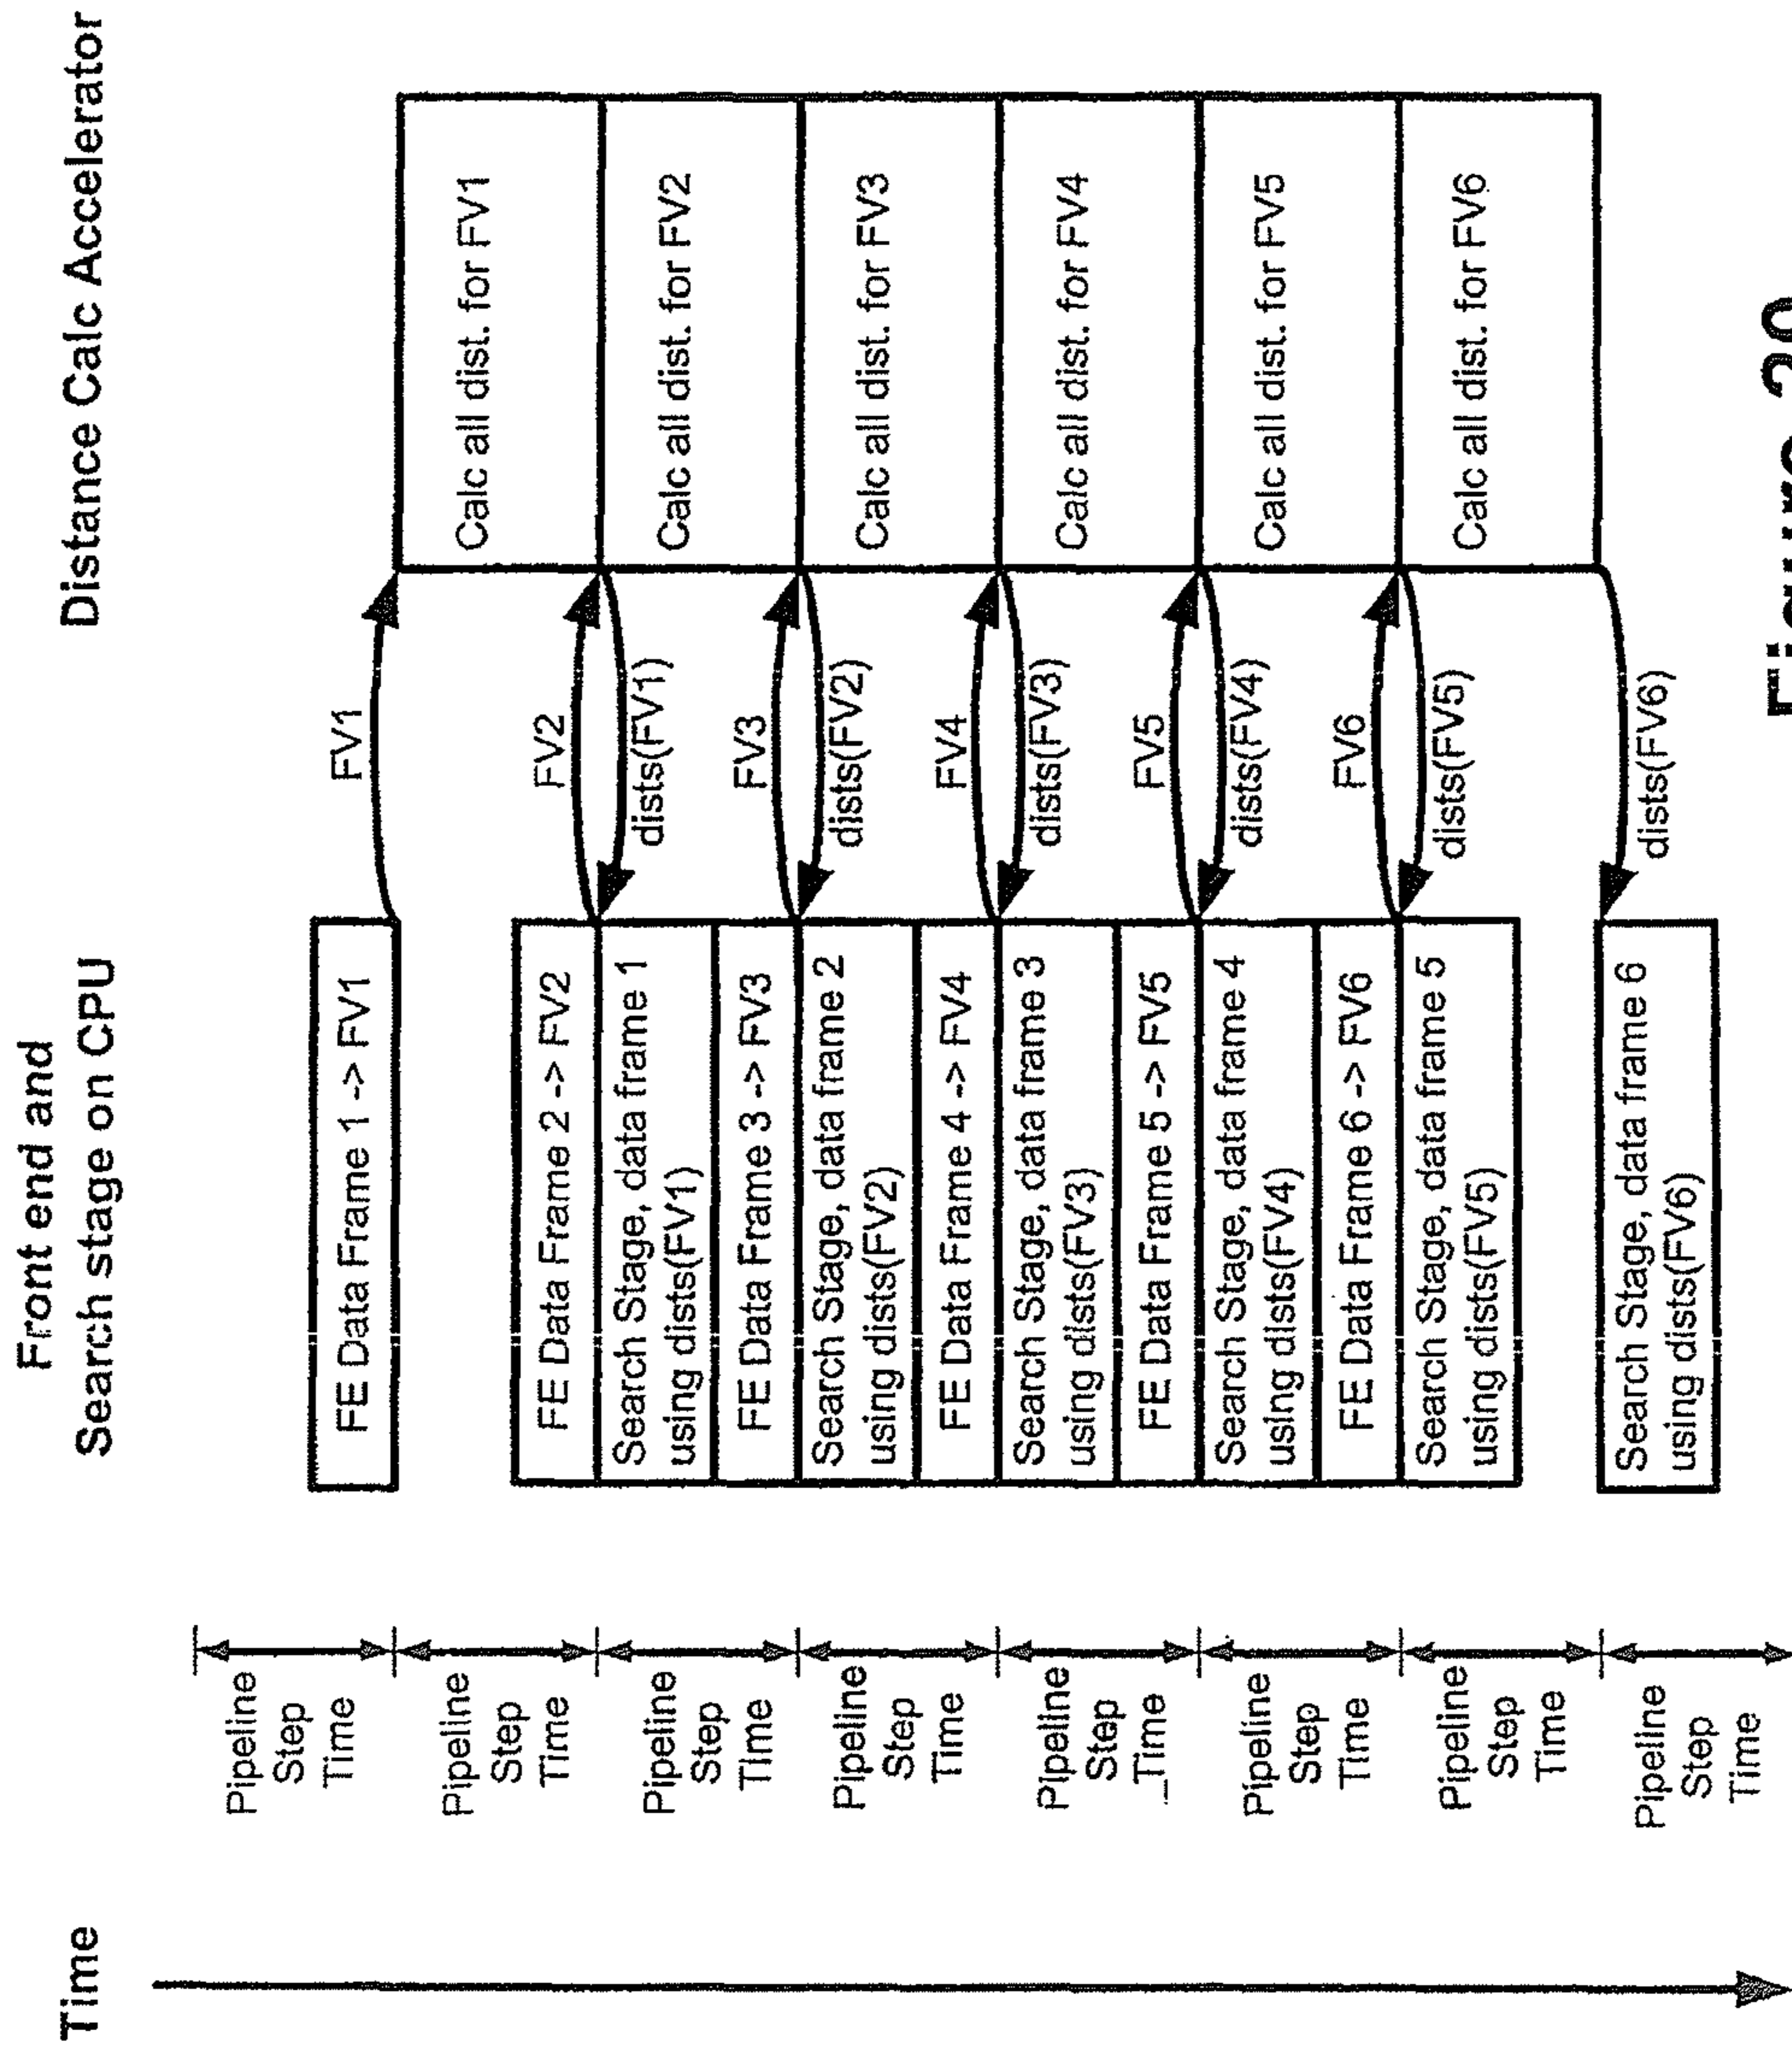 Time
Front end and
Search stage on CPU
Distance Calc Accelerator
Pipeline
Step
Time
FE Data Frame 1 -> FV1
FV1
Pipeline
Step
Time
FE Data Frame 2 -> FV2
FV2
Calc all dist. for FV1
Pipeline
Step
Time
Search Stage, data frame 1
using dists(FV1)
dists(FV1)
FE Data Frame 3 -> FV3
FV3
Calc all dist. for FV2
Pipeline
Step
Time
Search Stage, data frame 2
using dists(FV2)
dists(FV2)
FE Data Frame 4 -> FV4
FV4
Calc all dist. for FV3
Pipeline
Step
Time
Search Stage, data frame 3
using dists(FV3)
dists(FV3)
FE Data Frame 5 -> FV5
FV5
Calc all dist. for FV4
Pipeline
Step
Time
Search Stage, data frame 4
using dists(FV4)
dists(FV4)
FE Data Frame 6 -> FV6
FV6
Calc all dist. for FV5
Pipeline
Step
Time
Search Stage, data frame 5
using dists(FV5)
dists(FV5)
Calc all dist. for FV6
Pipeline
Step
Time
Search Stage, data frame 6
using dists(FV6)
dists(FV6)